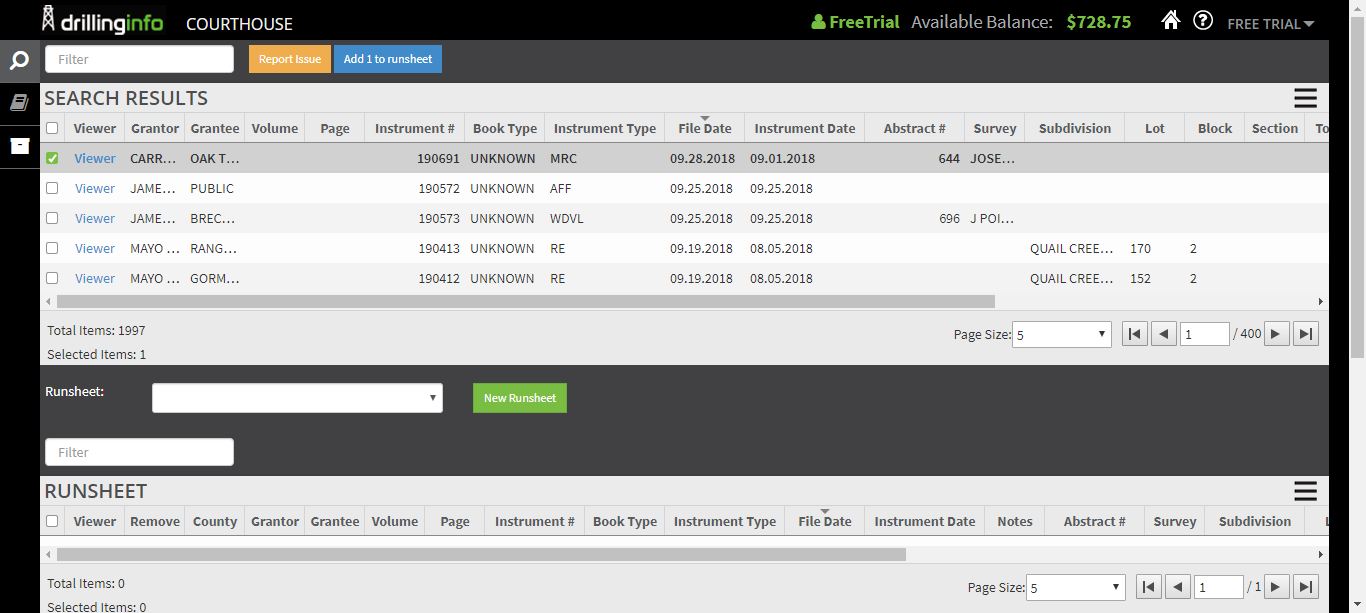 drillinginfo COURTHOUSE FreeTrial Available Balance: $728.75 FREE TRIAL
Filter Report Issue Add 1 to runsheet
SEARCH RESULTS
Viewer Grantor Grantee Volume Page Instrument # Book Type Instrument Type File Date Instrument Date Abstract # Survey Subdivision Lot Block Section To
Viewer CARR... OAK T... 190691 UNKNOWN MRC 09.28.2018 09.01.2018 644 JOSE...
Viewer JAME... PUBLIC 190572 UNKNOWN AFF 09.25.2018 09.25.2018
Viewer JAME... BREC... 190573 UNKNOWN WDVL 09.25.2018 09.25.2018 696 J POI...
Viewer MAYO ... RANG... 190413 UNKNOWN RE 09.19.2018 08.05.2018 QUAIL CREE... 170 2
Viewer MAYO ... GORM... 190412 UNKNOWN RE 09.19.2018 08.05.2018 QUAIL CREE... 152 2
Total Items: 1997
Page Size: 5 1 / 400
Selected Items: 1
Runsheet: New Runsheet
Filter
RUNSHEET
Viewer Remove County Grantor Grantee Volume Page Instrument # Book Type Instrument Type File Date Instrument Date Notes Abstract # Survey Subdivision L
Total Items: 0
Page Size: 5 1 / 1
Selected Items: 0